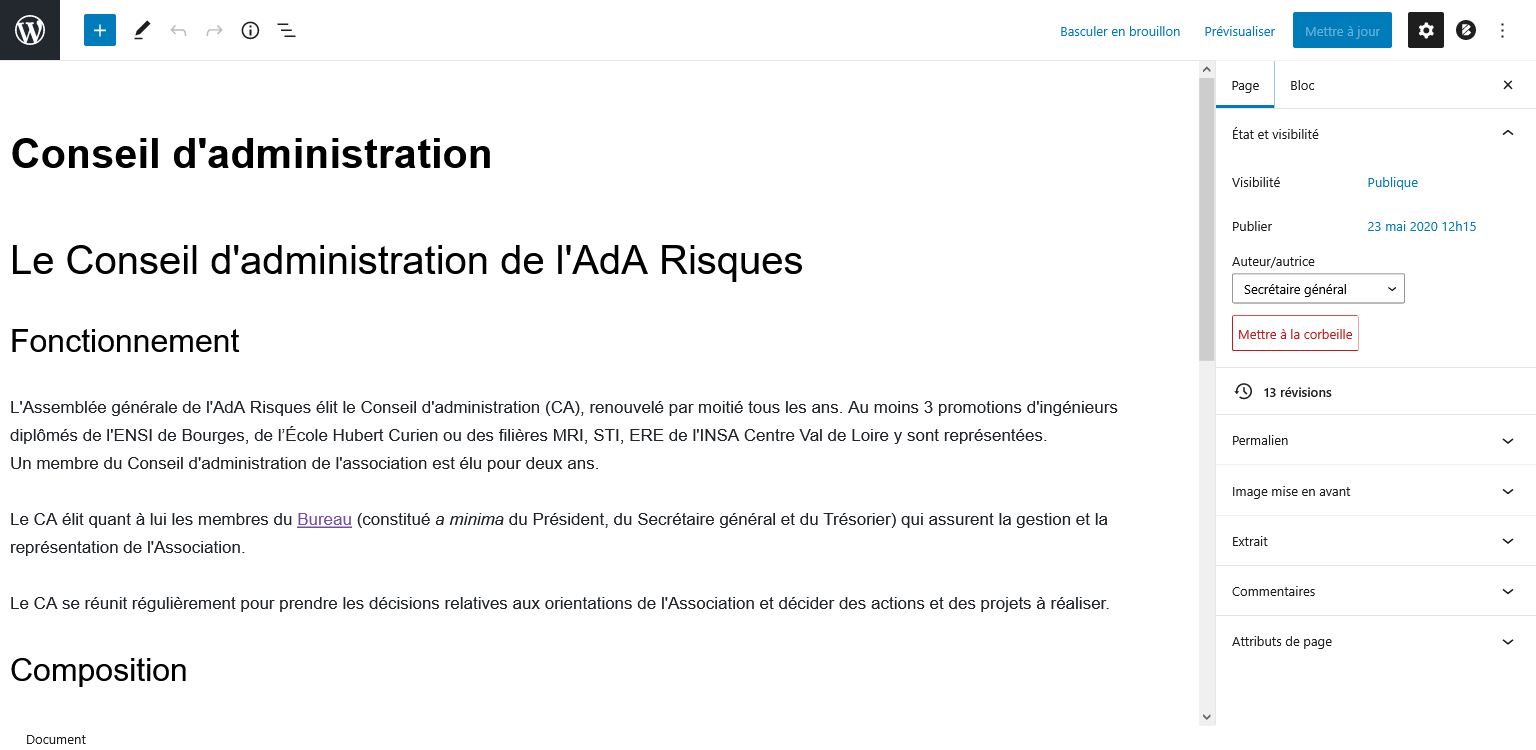 Basculer en brouillon Prévisualiser Mettre à jour
Conseil d'administration
Le Conseil d'administration de l'AdA Risques
Fonctionnement
L'Assemblée générale de l'AdA Risques élit le Conseil d'administration (CA), renouvelé par moitié tous les ans. Au moins 3 promotions d'ingénieurs
diplômés de l'ENSI de Bourges, de l’École Hubert Curien ou des filières MRI, STI, ERE de l'INSA Centre Val de Loire y sont représentées.
Un membre du Conseil d'administration de l'association est élu pour deux ans.
Le CA élit quant à lui les membres du Bureau (constitué a minima du Président, du Secrétaire général et du Trésorier) qui assurent la gestion et la
représentation de l'Association.
Le CA se réunit régulièrement pour prendre les décisions relatives aux orientations de l'Association et décider des actions et des projets à réaliser.
Composition
Document
Page Bloc
État et visibilité
Visibilité Publique
Publier 23 mai 2020 12h15
Auteur/autrice
Secrétaire général
Mettre à la corbeille
13 révisions
Permalien
Image mise en avant
Extrait
Commentaires
Attributs de page